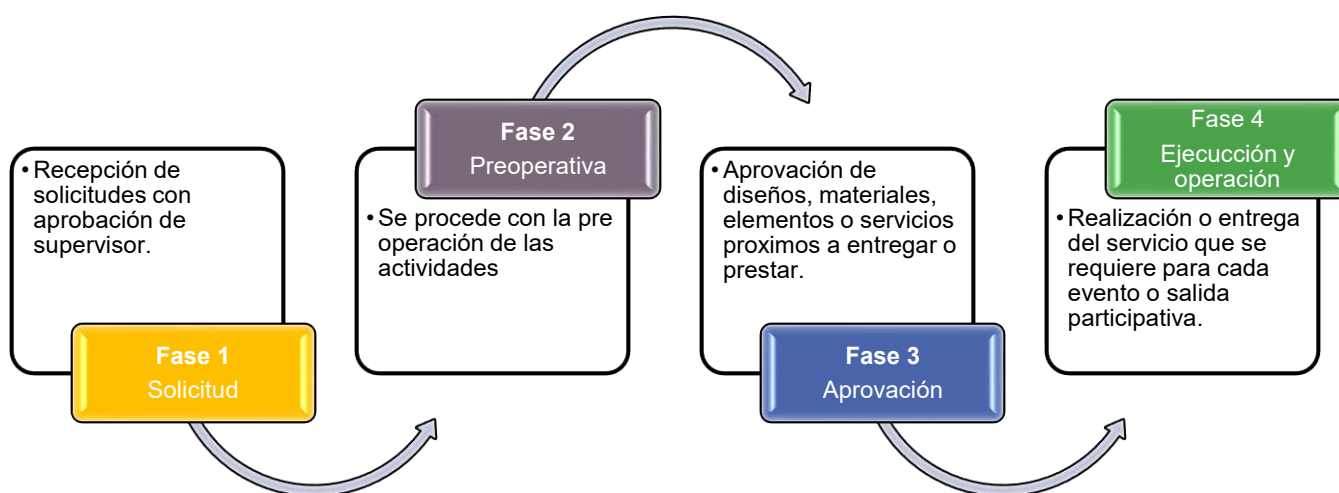 Fase 1
Solicitud
• Recepción de
solicitudes con
aprobación de
supervisor.
Fase 2
Preoperativa
• Se procede con la pre
operación de las
actividades
Fase 3
Aprovación
• Aprovación de
diseños, materiales,
elementos o servicios
proximos a entregar o
prestar.
Fase 4
Ejecucción y
operación
• Realización o entrega
del servicio que se
requiere para cada
evento o salida
participativa.